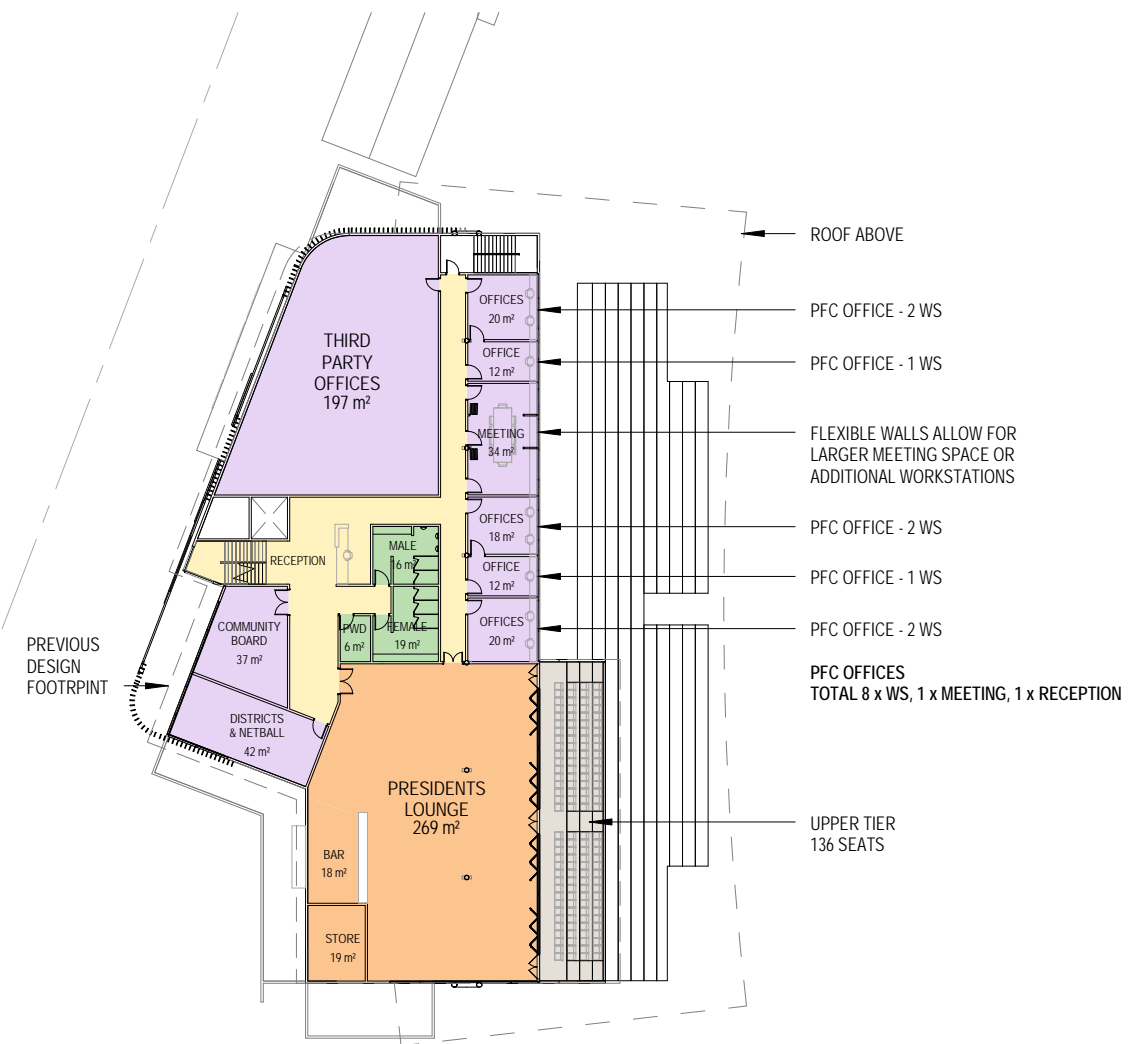 ROOF ABOVE
OFFICES
20 m²
PFC OFFICE - 2 WS
THIRD
PARTY
OFFICES
197 m²
OFFICE
12 m²
PFC OFFICE - 1 WS
MEETING
34 m²
FLEXIBLE WALLS ALLOW FOR
LARGER MEETING SPACE OR
ADDITIONAL WORKSTATIONS
OFFICES
18 m²
PFC OFFICE - 2 WS
RECEPTION
MALE
16 m²
OFFICE
12 m²
PFC OFFICE - 1 WS
COMMUNITY
BOARD
37 m²
PWD
6 m²
FEMALE
19 m²
OFFICES
20 m²
PFC OFFICE - 2 WS
PREVIOUS
DESIGN
FOOTRPINT
PFC OFFICES
TOTAL 8 x WS, 1 x MEETING, 1 x RECEPTION
DISTRICTS
& NETBALL
42 m²
PRESIDENTS
LOUNGE
269 m²
UPPER TIER
136 SEATS
BAR
18 m²
STORE
19 m²